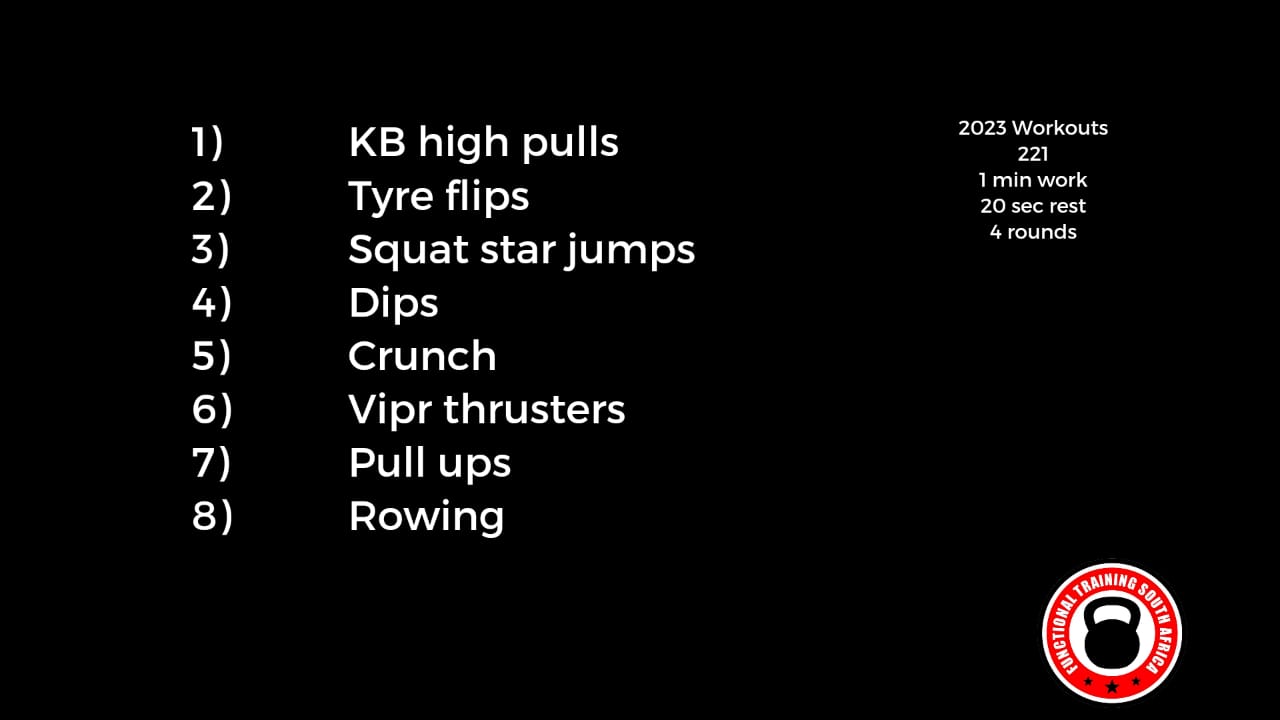 1) KB high pulls
2) Tyre flips
3) Squat star jumps
4) Dips
5) Crunch
6) Vipr thrusters
7) Pull ups
8) Rowing
2023 Workouts
221
1 min work
20 sec rest
4 rounds
FUNCTIONAL TRAINING SOUTH AFRICA